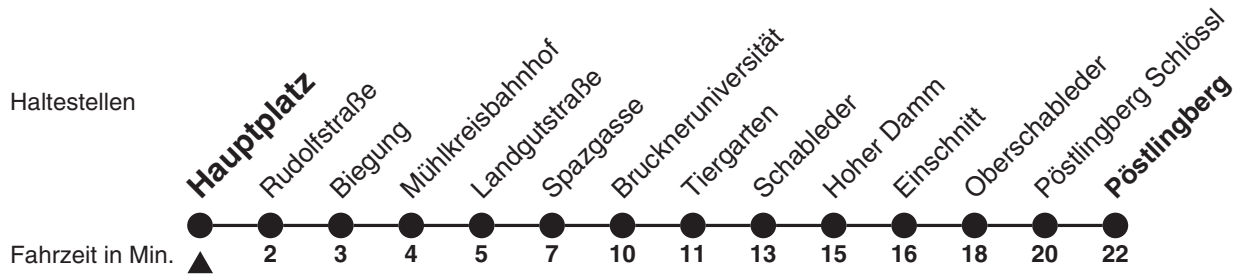 Haltestellen
Hauptplatz
Rudolfstraße
Biegung
Mühlkreisbahnhof
Landgutstraße
Spazgasse
Bruckneruniversität
Tiergarten
Schableder
Hoher Damm
Einschnitt
Oberschableder
Pöstlingberg Schlössl
Pöstlingberg
Fahrzeit in Min. 2 3 4 5 7 10 11 13 15 16 18 20 22